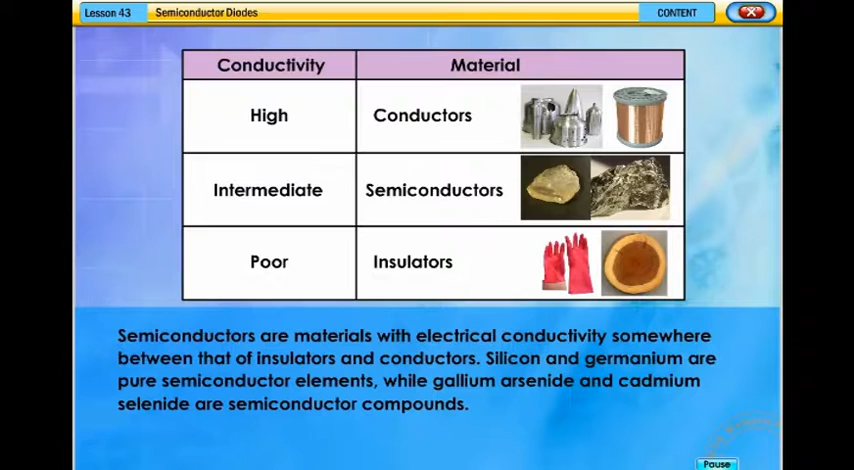 Lesson 43
Semiconductor Diodes
CONTENT
Conductivity
Material
High
Conductors
Intermediate
Semiconductors
Poor
Insulators
Semiconductors are materials with electrical conductivity somewhere
between that of insulators and conductors. Silicon and germanium are
pure semiconductor elements, while gallium arsenide and cadmium
selenide are semiconductor compounds.
Pause